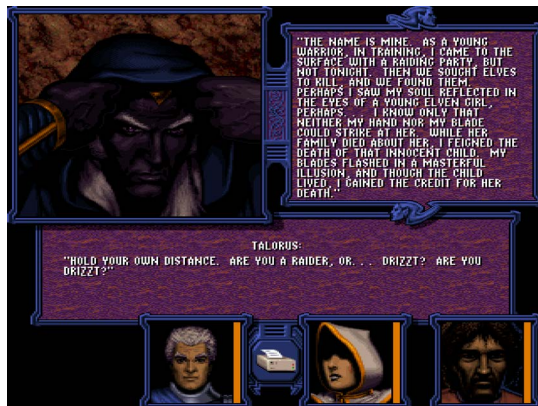 "THE NAME IS MINE. AS A YOUNG
WARRIOR, IN TRAINING, I CAME TO THE
SURFACE WITH A RAIDING PARTY, BUT
NOT TONIGHT. THEN WE SOUGHT ELVES
TO KILL, AND WE FOUND THEM.
PERHAPS I SAW MY SOUL REFLECTED IN
THE EYES OF A YOUNG ELVEN GIRL,
PERHAPS. . . I KNOW ONLY THAT
NEITHER MY HAND NOR MY BLADE
COULD STRIKE AT HER. WHILE HER
FAMILY DIED ABOUT HER, I FEIGNED THE
DEATH OF THAT INNOCENT CHILD. MY
BLADES FLASHED IN A MASTERFUL
ILLUSION, AND THOUGH THE CHILD
LIVED, I GAINED THE CREDIT FOR HER
DEATH."
TALORUS:
"HOLD YOUR OWN DISTANCE. ARE YOU A RAIDER, OR. . . DRIZZT? ARE YOU
DRIZZT?"